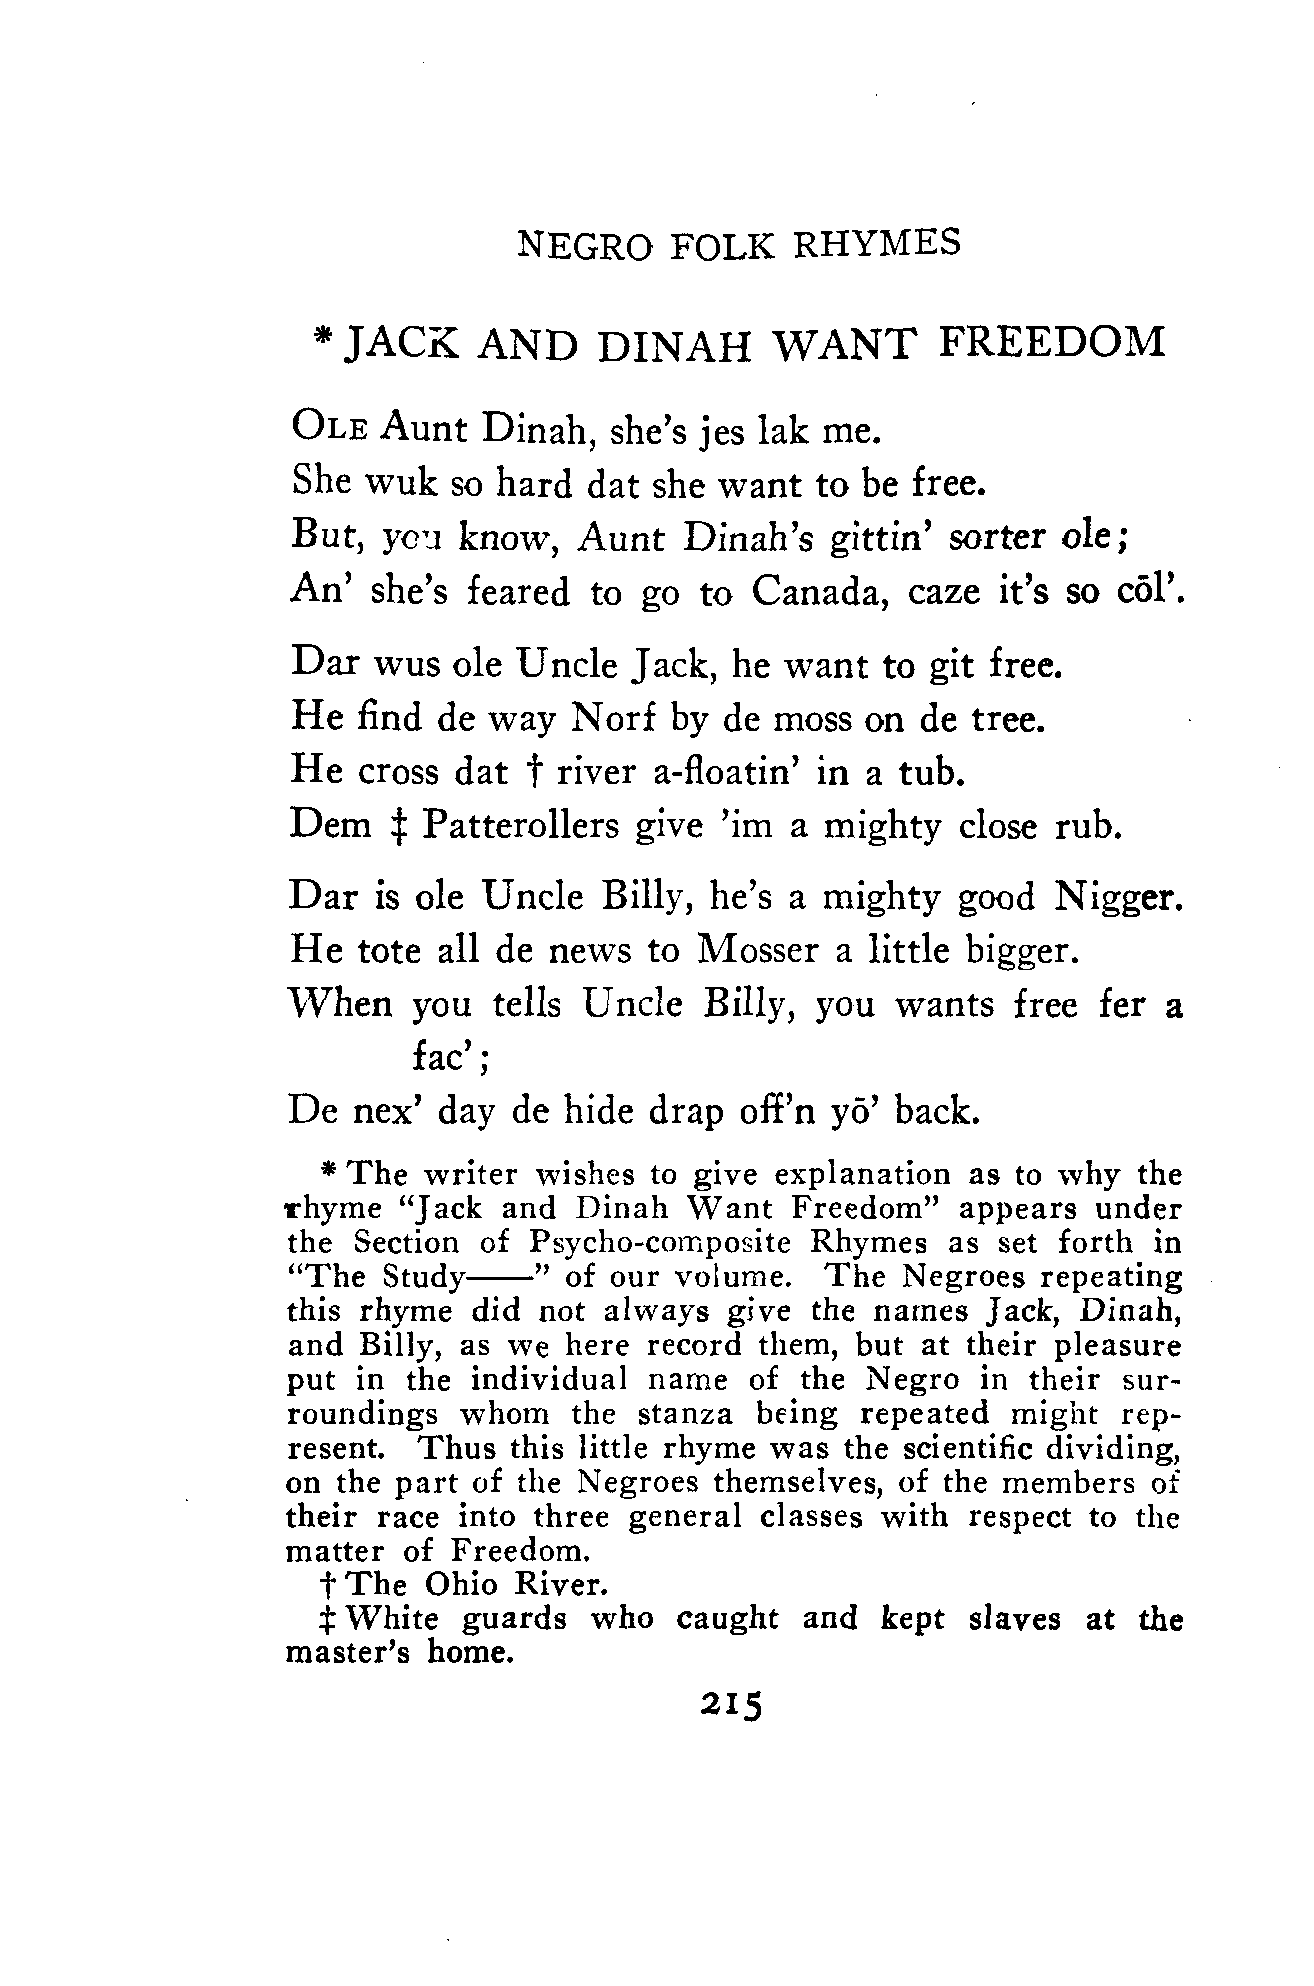 NEGRO FOLK RHYMES
* JACK AND DINAH WANT FREEDOM
OLE Aunt Dinah, she's jes lak me.
She wuk so hard dat she want to be free.
But, you know, Aunt Dinah's gittin' sorter ole;
An' she's feared to go to Canada, caze it's so cōl'.
Dar wus ole Uncle Jack, he want to git free.
He find de way Norf by de moss on de tree.
He cross dat † river a-floatin' in a tub.
Dem ‡ Patterollers give 'im a mighty close rub.
Dar is ole Uncle Billy, he's a mighty good Nigger.
He tote all de news to Mosser a little bigger.
When you tells Uncle Billy, you wants free fer a
fac';
De nex' day de hide drap off'n yō' back.
* The writer wishes to give explanation as to why the
rhyme "Jack and Dinah Want Freedom" appears under
the Section of Psycho-composite Rhymes as set forth in
"The Study——" of our volume. The Negroes repeating
this rhyme did not always give the names Jack, Dinah,
and Billy, as we here record them, but at their pleasure
put in the individual name of the Negro in their sur-
roundings whom the stanza being repeated might rep-
resent. Thus this little rhyme was the scientific dividing,
on the part of the Negroes themselves, of the members of
their race into three general classes with respect to the
matter of Freedom.
† The Ohio River.
‡ White guards who caught and kept slaves at the
master's home.
215